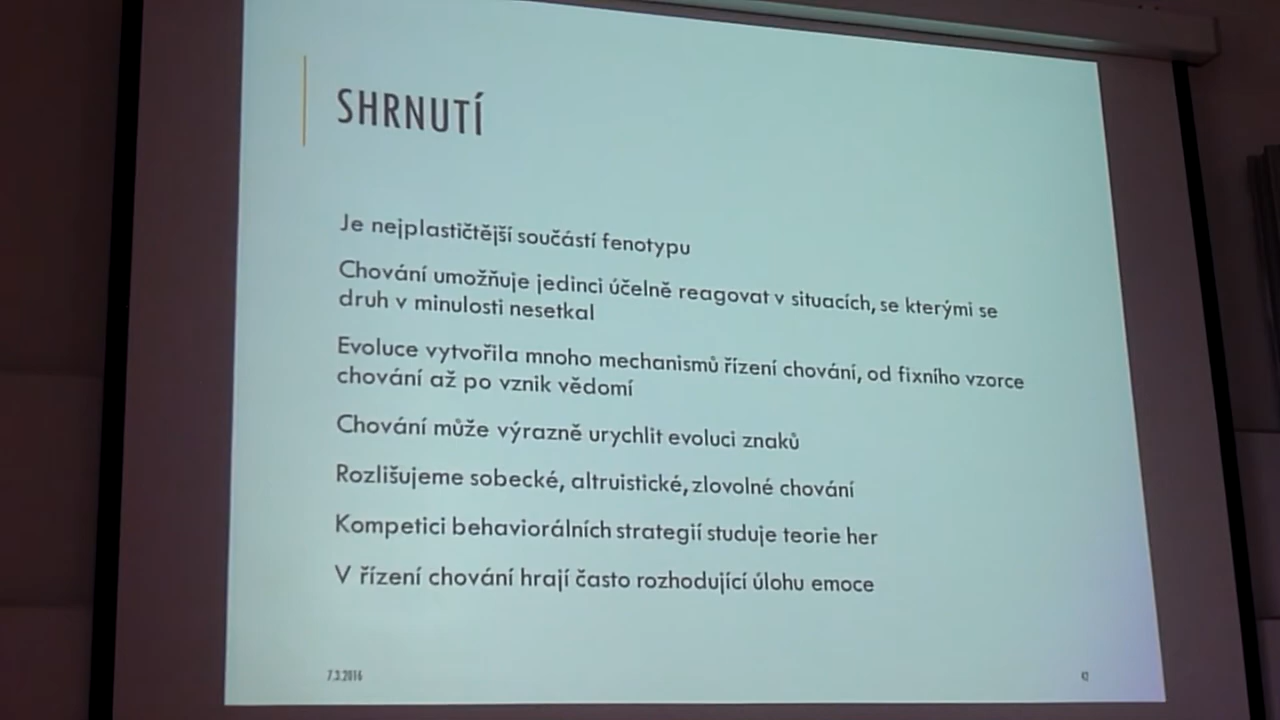 SHRNUTÍ
Je nejplastičtější součástí fenotypu
Chování umožňuje jedinci účelně reagovat v situacích, se kterými se
druh v minulosti nesetkal
Evoluce vytvořila mnoho mechanismů řízení chování, od fixního vzorce
chování až po vznik vědomí
Chování může výrazně urychlit evoluci znaků
Rozlišujeme sobecké, altruistické, zlovolné chování
Kompetici behaviorálních strategií studuje teorie her
V řízení chování hrají často rozhodující úlohu emoce
7.3.2016